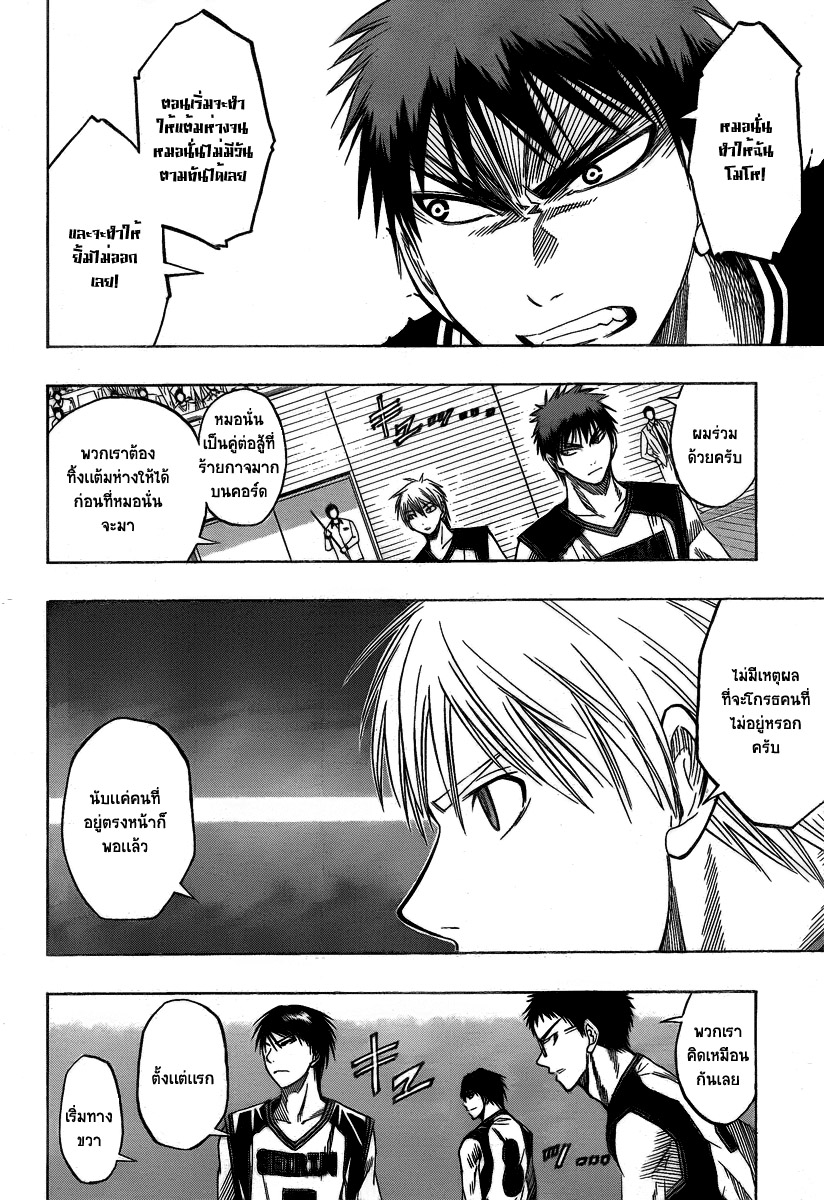 หมอนั่น
ทำให้ฉัน
โมโห!
ตอนเริ่มจะทำ
ให้แต้มห่างจน
หมอนั่นไม่มีวัน
ตามทันได้เลย
และจะทำให้
ยิ้มไม่ออก
เลย!
ผมร่วม
ด้วยครับ
หมอนั่น
เป็นคู่ต่อสู้ที่
ร้ายกาจมาก
บนคอร์ด
พวกเราต้อง
ทิ้งแต้มห่างให้ได้
ก่อนที่หมอนั่น
จะมา
ไม่มีเหตุผล
ที่จะโกรธคนที่
ไม่อยู่หรอก
ครับ
นับแค่คนที่
อยู่ตรงหน้าก็
พอแล้ว
พวกเรา
คิดเหมือน
กันเลย
ตั้งแต่แรก
เริ่มทาง
ขวา
SEIRIN